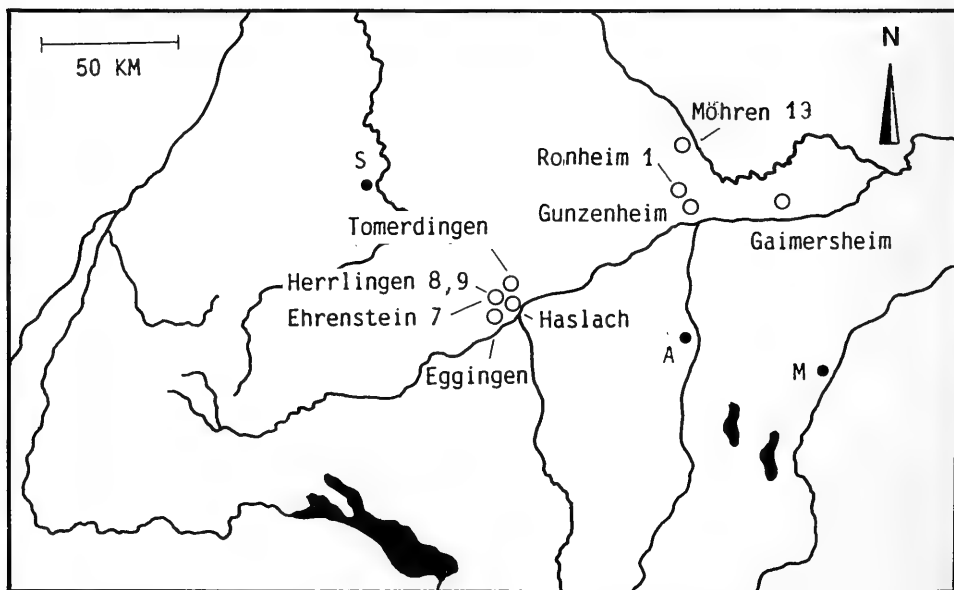 50 KM
N
Möhren 13
S
Ronheim 1
Tomerdingen
Gunzenheim
Gaimersheim
Herrlingen 8,9
Ehrenstein 7
Haslach
A
Eggingen
M